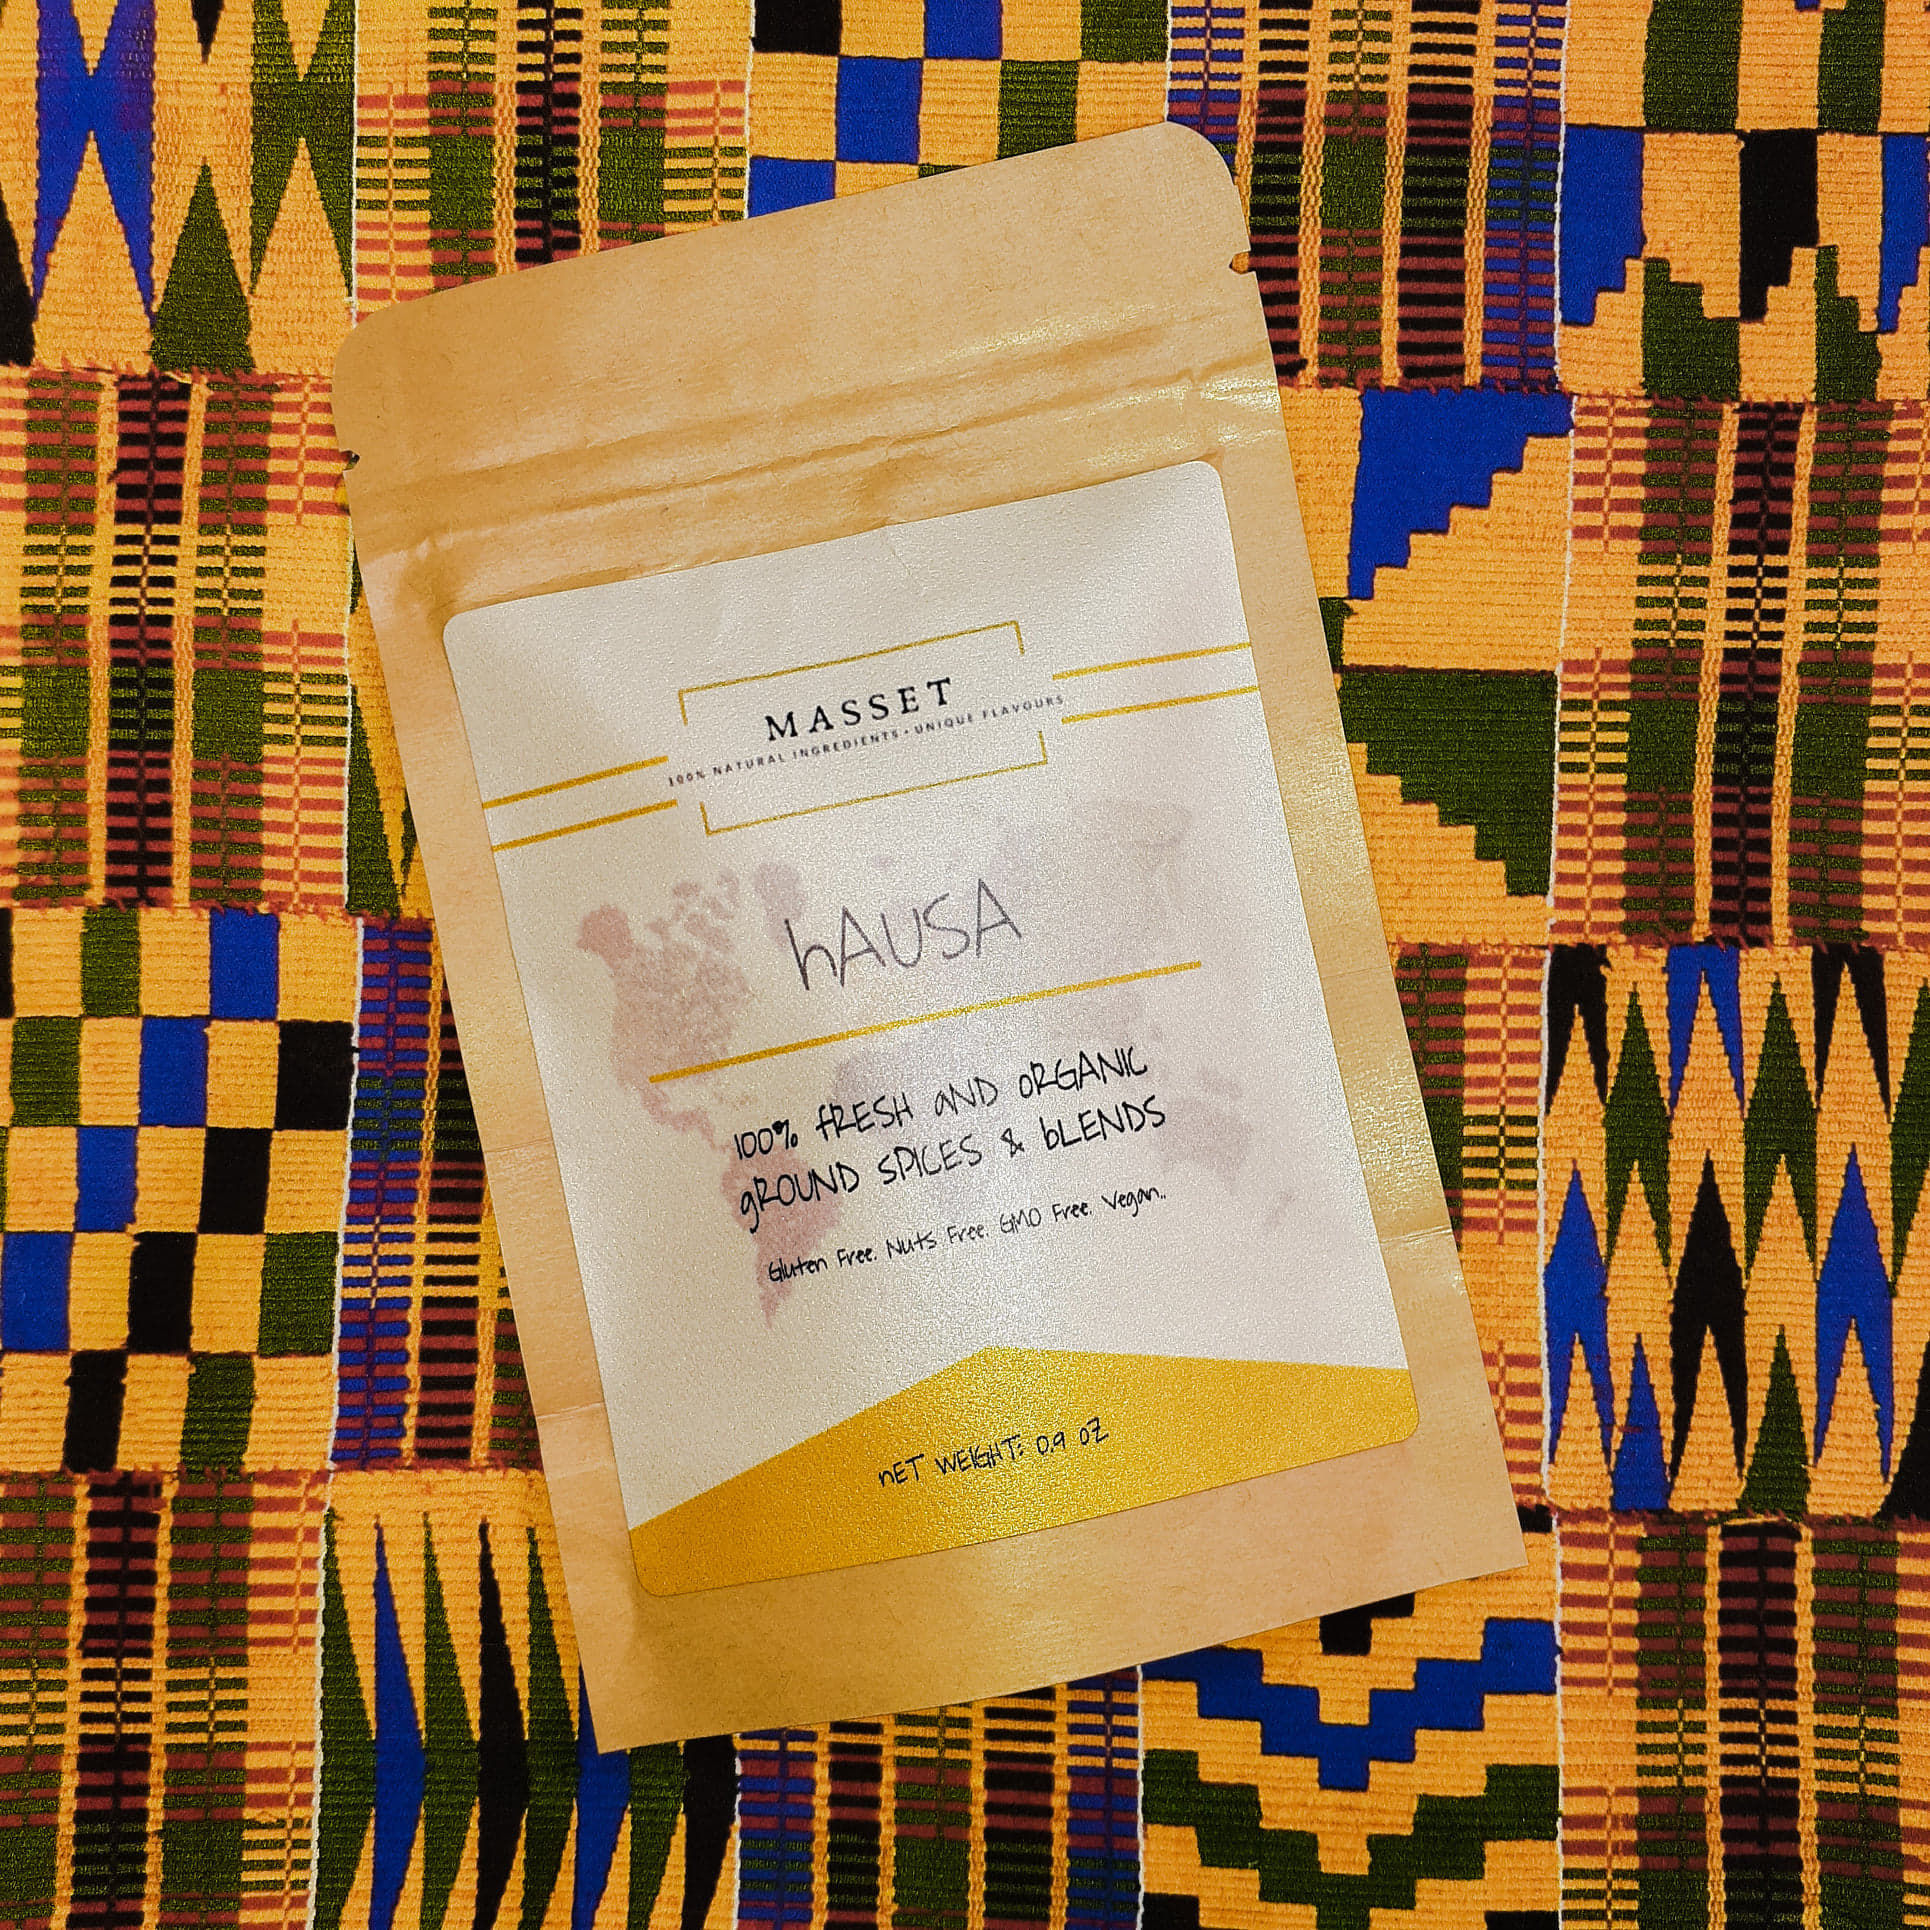 MASSET
100% NATURAL INGREDIENTS • UNIQUE FLAVOURS
hAUSA
100% fRESH aND oRGANIC
gROUND sPICES & bLENDS
Gluten Free. Nuts Free. GMO Free. Vegan..
nET WEIGHT: 0.9 OZ